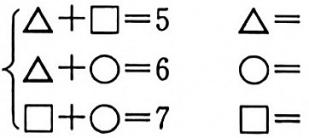 △+□=5 △=
△+○=6 ○=
□+○=7 □=